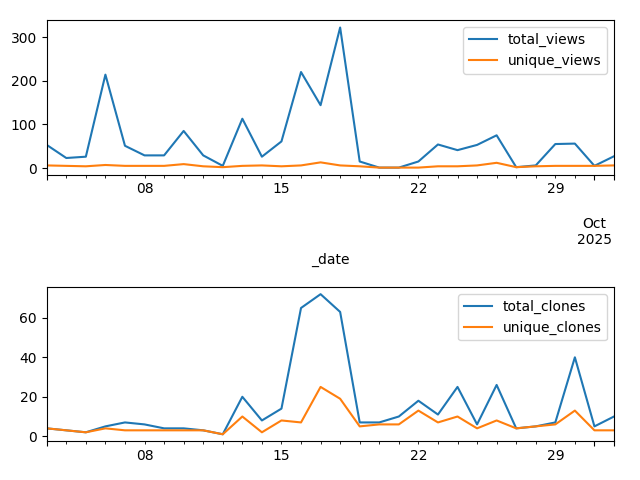 300
200
100
0
total_views
unique_views
08
15
22
29
Oct
2025
_date
60
40
20
0
total_clones
unique_clones
08
15
22
29